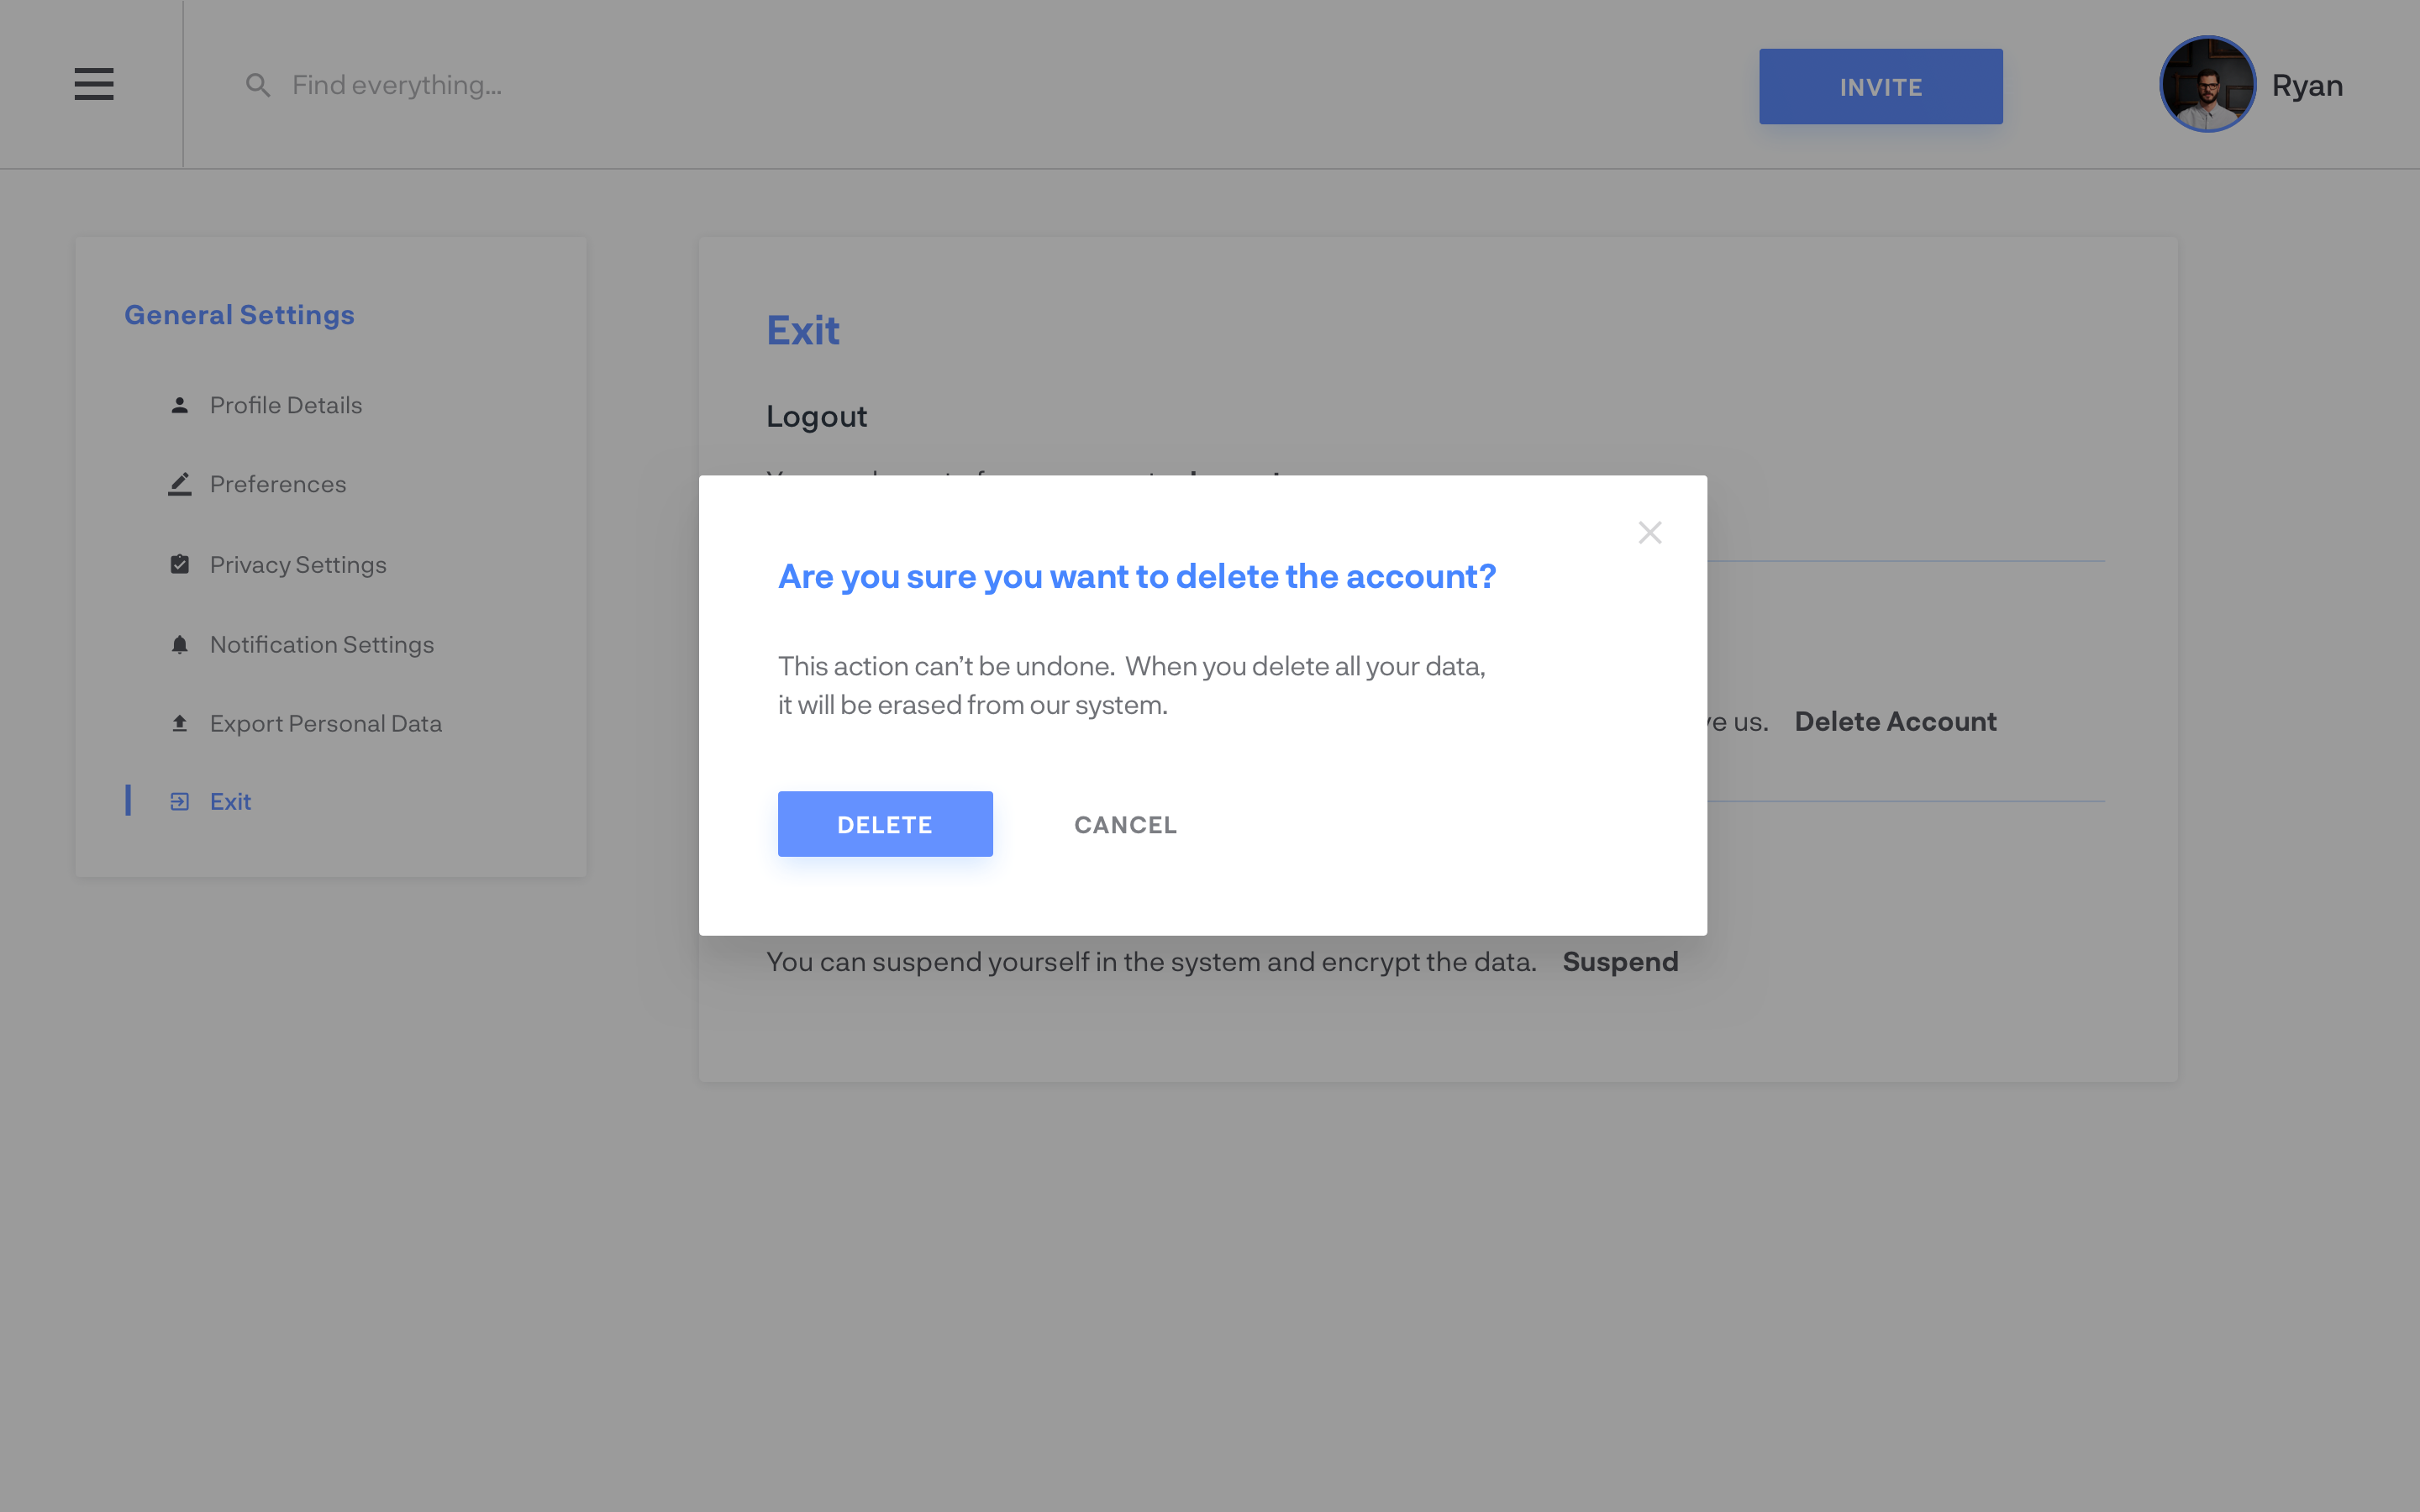 Find everything...
INVITE
Ryan
General Settings
Profile Details
Preferences
Privacy Settings
Notification Settings
Export Personal Data
Exit
Exit
Logout
Are you sure you want to delete the account?
This action can’t be undone. When you delete all your data,
it will be erased from our system.
DELETE
CANCEL
us. Delete Account
You can suspend yourself in the system and encrypt the data. Suspend